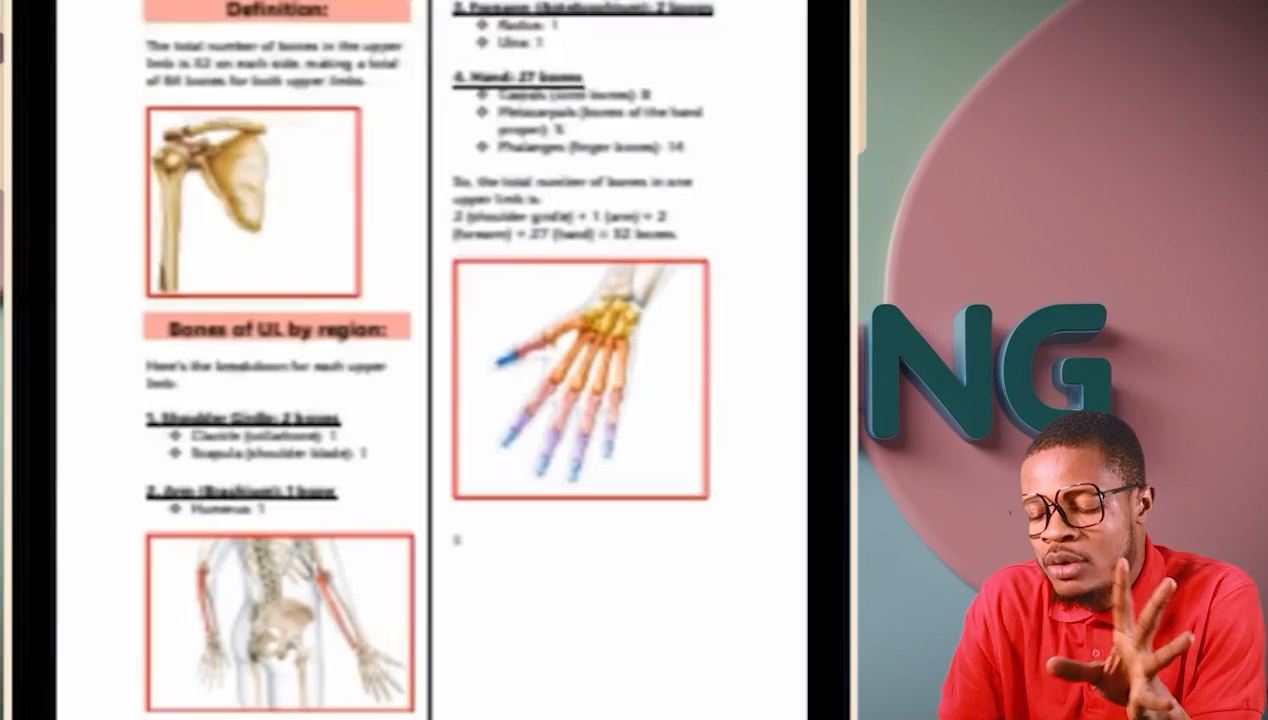 Definition:
The total number of bones in the upper
limb is 32 on each side, making a total
of 64 bones for both upper limbs.
Bones of UL by region:
Here's the breakdown for each upper
limb:
1. Shoulder Girdle: 2 bones
❖ Clavicle (collarbone): 1
❖ Scapula (shoulder blade): 1
2. Arm (Brachium): 1 bone
❖ Humerus: 1
3. Forearm (Antebrachium): 2 bones
❖ Radius: 1
❖ Ulna: 1
4. Hand: 27 bones
❖ Carpals (wrist bones): 8
❖ Metacarpals (bones of the hand
proper): 5
❖ Phalanges (finger bones): 14
So, the total number of bones in one
upper limb is:
2 (shoulder girdle) + 1 (arm) + 2
(forearm) + 27 (hand) = 32 bones.
NG